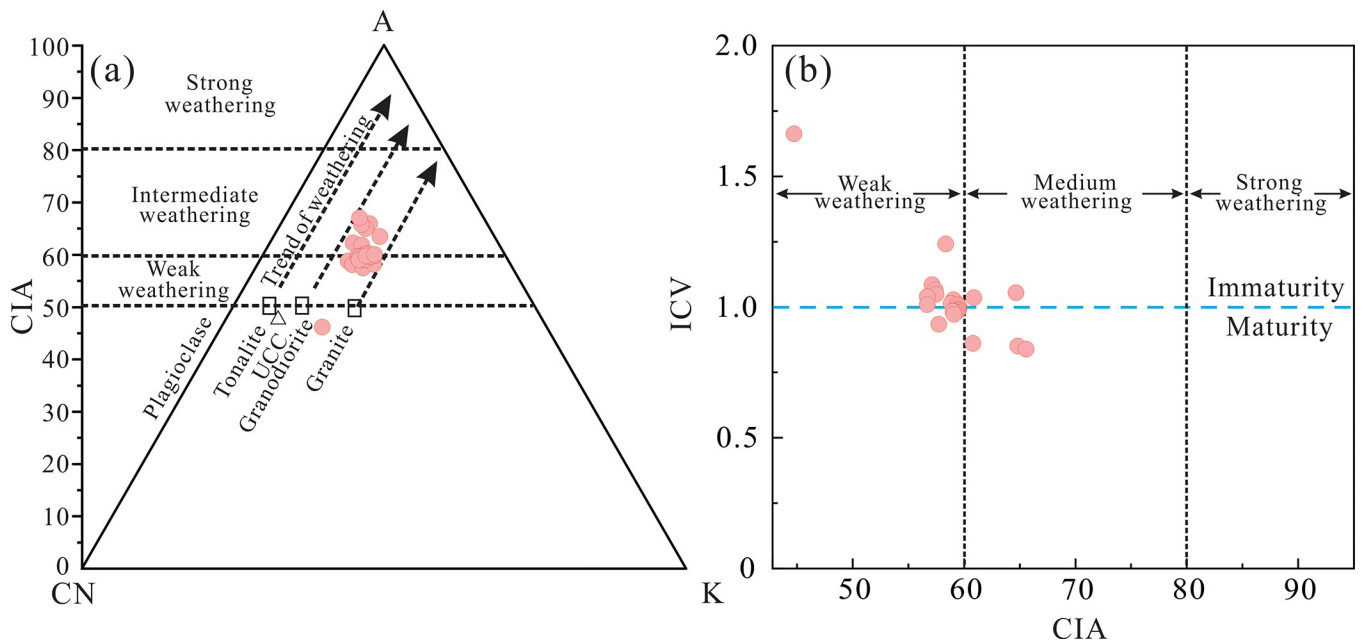 (a)
A
CIA
100
90
80
70
60
50
40
30
20
10
0
Strong
weathering
Intermediate
weathering
Weak
weathering
Trend of weathering
Plagioclase
Tonalite
UCC
Granodiorite
Granite
CN
K
(b)
ICV
2.0
1.5
1.0
0.5
0
Weak
weathering
Medium
weathering
Strong
weathering
Immaturity
Maturity
50
60
70
80
90
CIA